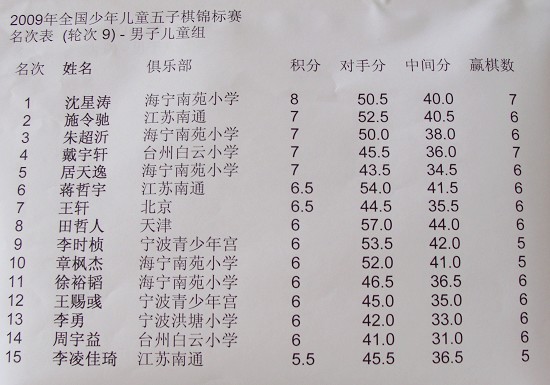 2009年全国少年儿童五子棋锦标赛
名次表 (轮次 9) - 男子儿童组
名次 姓名 俱乐部 积分 对手分 中间分 赢棋数
1 沈星涛 海宁南苑小学 8 50.5 40.0 7
2 施令驰 江苏南通 7 52.5 40.5 6
3 朱超沂 海宁南苑小学 7 50.0 38.0 6
4 戴宇轩 台州白云小学 7 45.5 36.0 7
5 居天逸 海宁南苑小学 7 43.5 34.5 6
6 蒋哲宇 江苏南通 6.5 54.0 41.5 6
7 王轩 北京 6.5 44.5 35.5 6
8 田哲人 天津 6 57.0 44.0 6
9 李时桢 宁波青少年宫 6 53.5 42.0 5
10 章枫杰 海宁南苑小学 6 52.0 41.0 5
11 徐裕韬 海宁南苑小学 6 46.5 36.5 6
12 王赐彧 宁波青少年宫 6 45.0 35.0 6
13 李勇 宁波洪塘小学 6 42.0 33.0 6
14 周宇益 台州白云小学 6 41.0 31.0 6
15 李凌佳琦 江苏南通 5.5 45.5 36.5 5